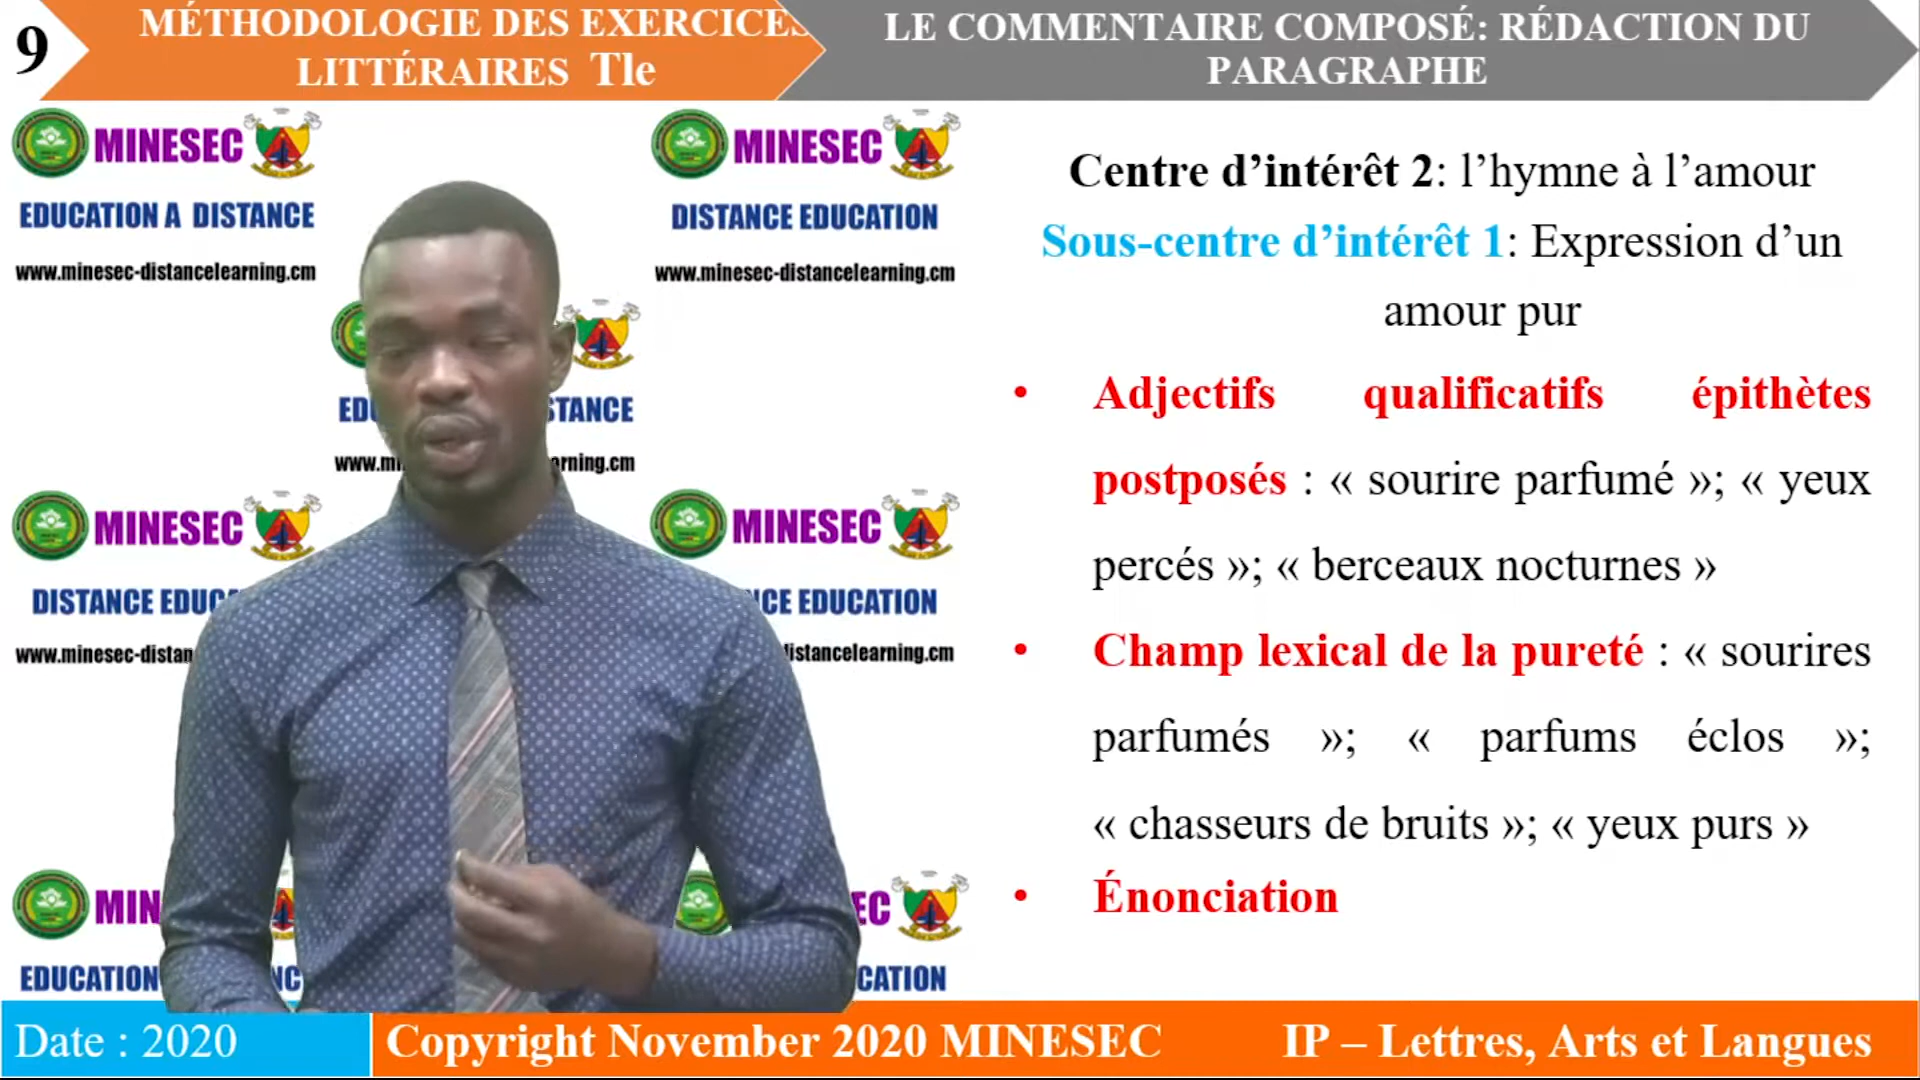 9
MÉTHODOLOGIE DES EXERCICES
LITTÉRAIRES Tle
LE COMMENTAIRE COMPOSÉ: RÉDACTION DU
PARAGRAPHE
MINESEC
EDUCATION A DISTANCE
www.minesec-distancelearning.cm
MINESEC
DISTANCE EDUCATION
www.minesec-distancelearning.cm
MINESEC
MINESEC
DISTANCE
EDUCATION
EDUCATION
Centre d’intérêt 2: l’hymne à l’amour
Sous-centre d’intérêt 1: Expression d’un
amour pur
• Adjectifs qualificatifs épithètes
postposés : « sourire parfumé »; « yeux
percés »; « berceaux nocturnes »
• Champ lexical de la pureté : « sourires
parfumés »; « parfums éclos »;
« chasseurs de bruits »; « yeux purs »
• Énonciation
Date : 2020
Copyright November 2020 MINESEC
IP – Lettres, Arts et Langues